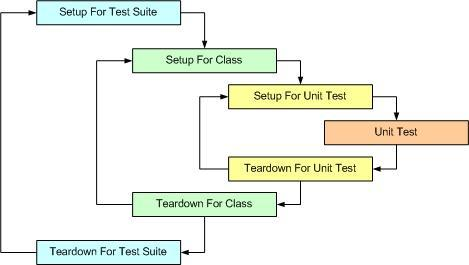 Setup For Test Suite
Setup For Class
Setup For Unit Test
Unit Test
Teardown For Unit Test
Teardown For Class
Teardown For Test Suite